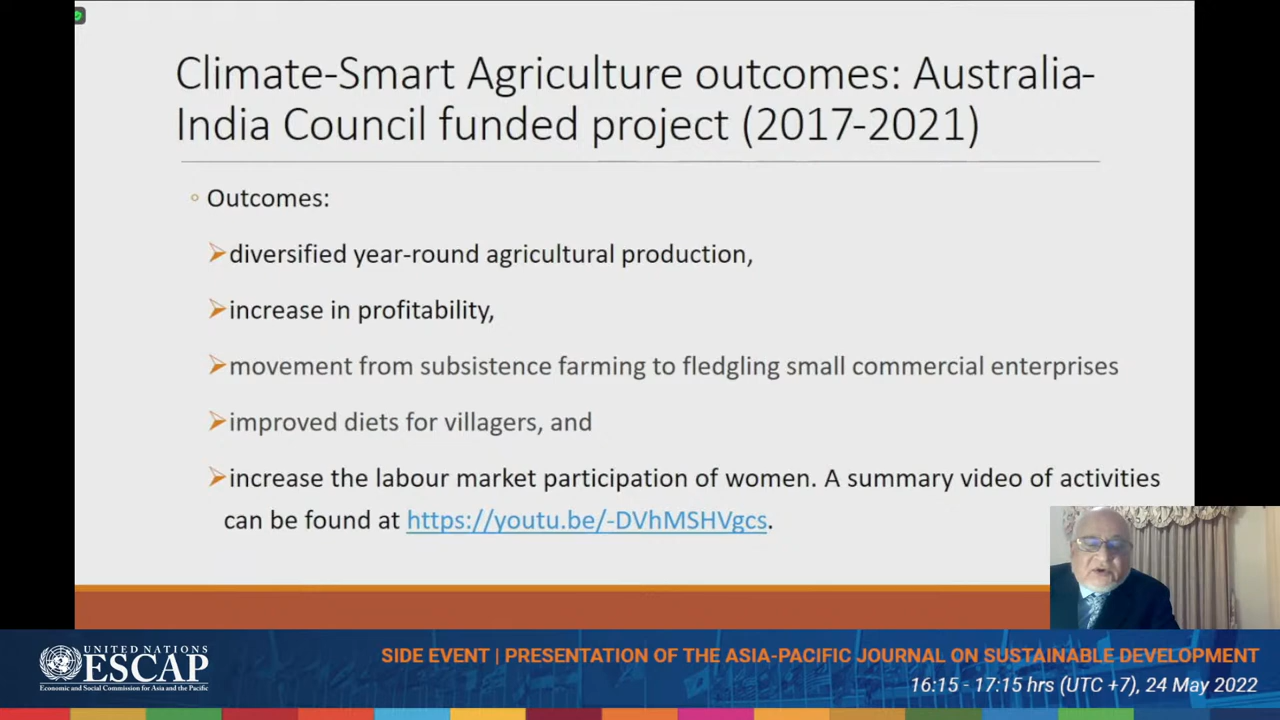 Climate-Smart Agriculture outcomes: Australia-
India Council funded project (2017-2021)
Outcomes:
diversified year-round agricultural production,
increase in profitability,
movement from subsistence farming to fledgling small commercial enterprises
improved diets for villagers, and
increase the labour market participation of women. A summary video of activities
can be found at https://youtu.be/-DVhMSHVgcs.
UNITED NATIONS
ESCAP
Economic and Social Commission for Asia and the Pacific
SIDE EVENT | PRESENTATION OF THE ASIA-PACIFIC JOURNAL ON SUSTAINABLE DEVELOPMENT
16:15 - 17:15 hrs (UTC +7), 24 May 2022